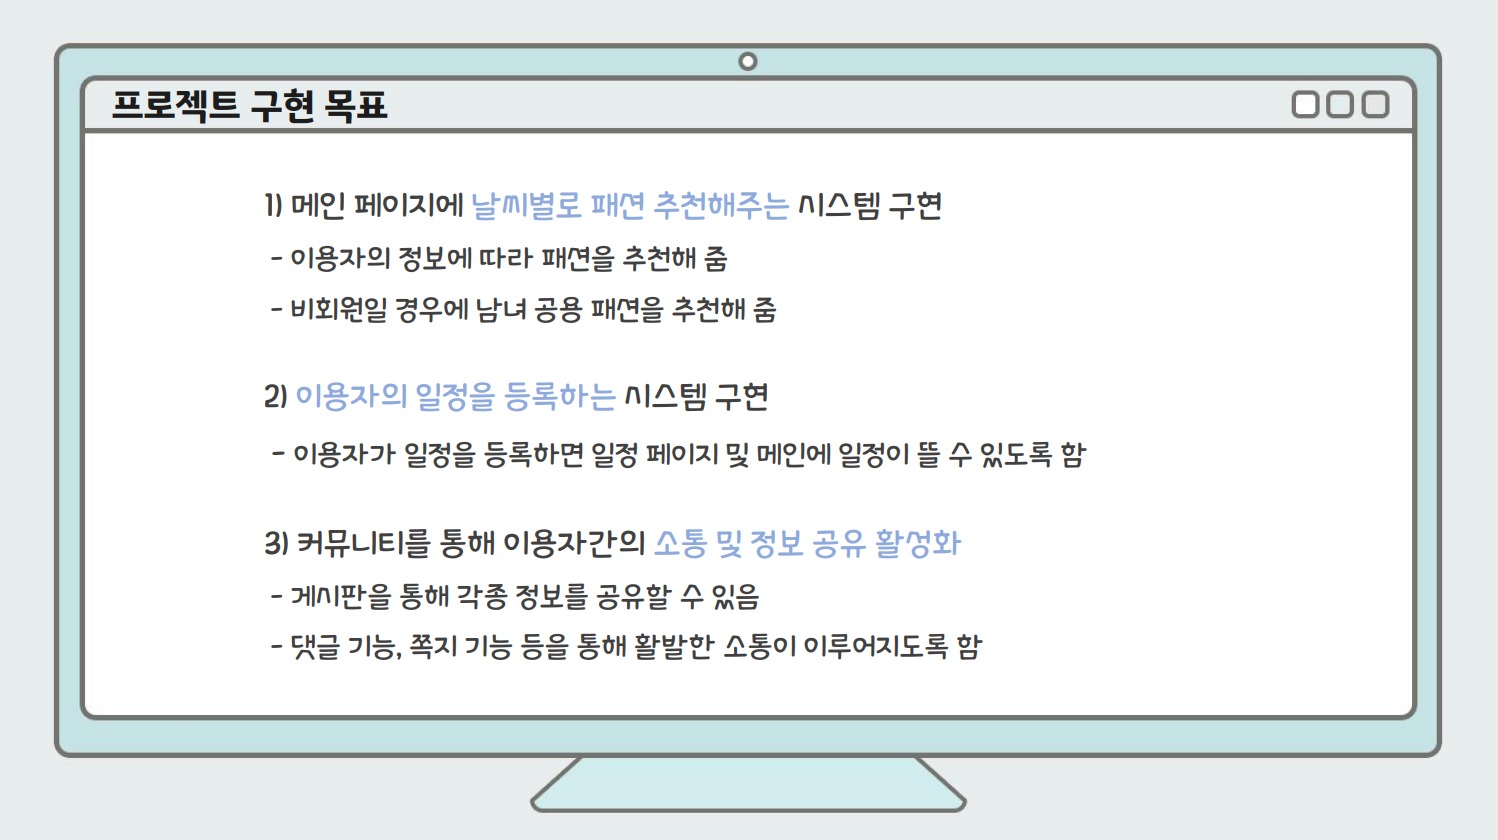 프로젝트 구현 목표
1) 메인 페이지에 날씨별로 패션 추천해주는 시스템 구현
- 이용자의 정보에 따라 패션을 추천해 줌
- 비회원일 경우에 남녀 공용 패션을 추천해 줌
2) 이용자의 일정을 등록하는 시스템 구현
- 이용자가 일정을 등록하면 일정 페이지 및 메인에 일정이 뜰 수 있도록 함
3) 커뮤니티를 통해 이용자간의 소통 및 정보 공유 활성화
- 게시판을 통해 각종 정보를 공유할 수 있음
- 댓글 기능, 쪽지 기능 등을 통해 활발한 소통이 이루어지도록 함